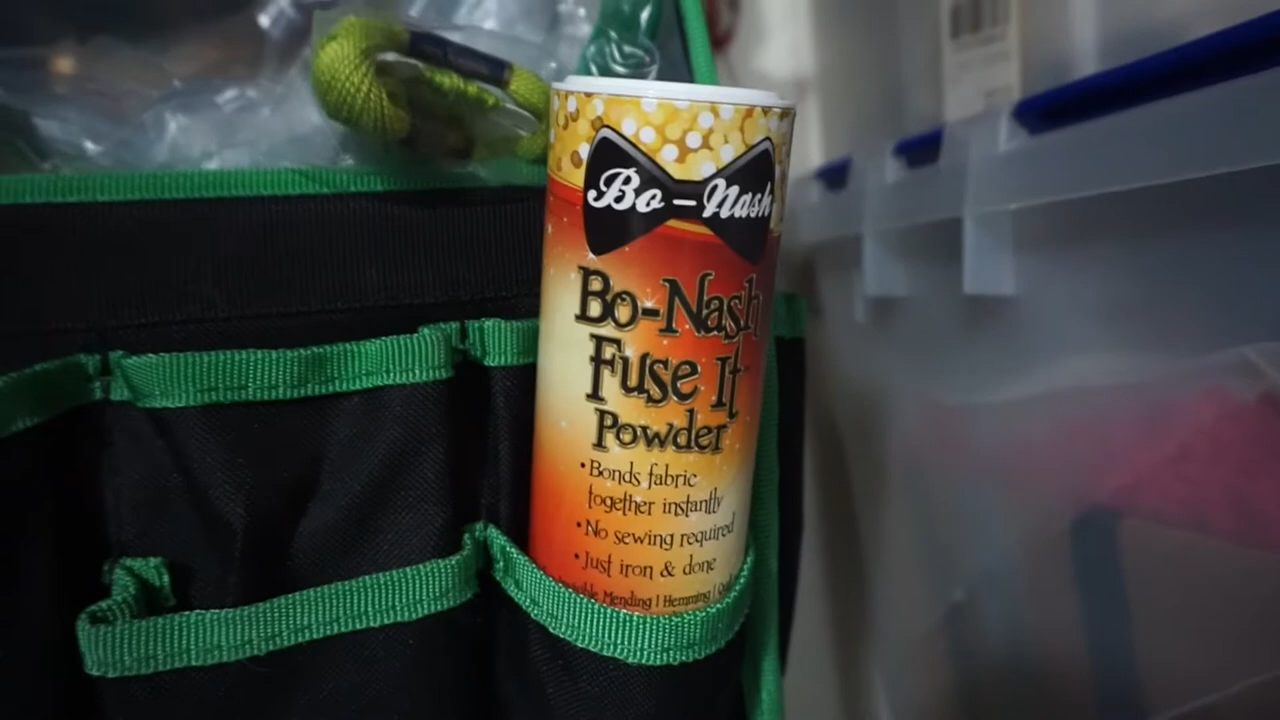 Bo-Nash
Bo-Nash
Fuse It
Powder
• Bonds fabric
together instantly
• No sewing required
• Just iron & done
Mending | Hemming |